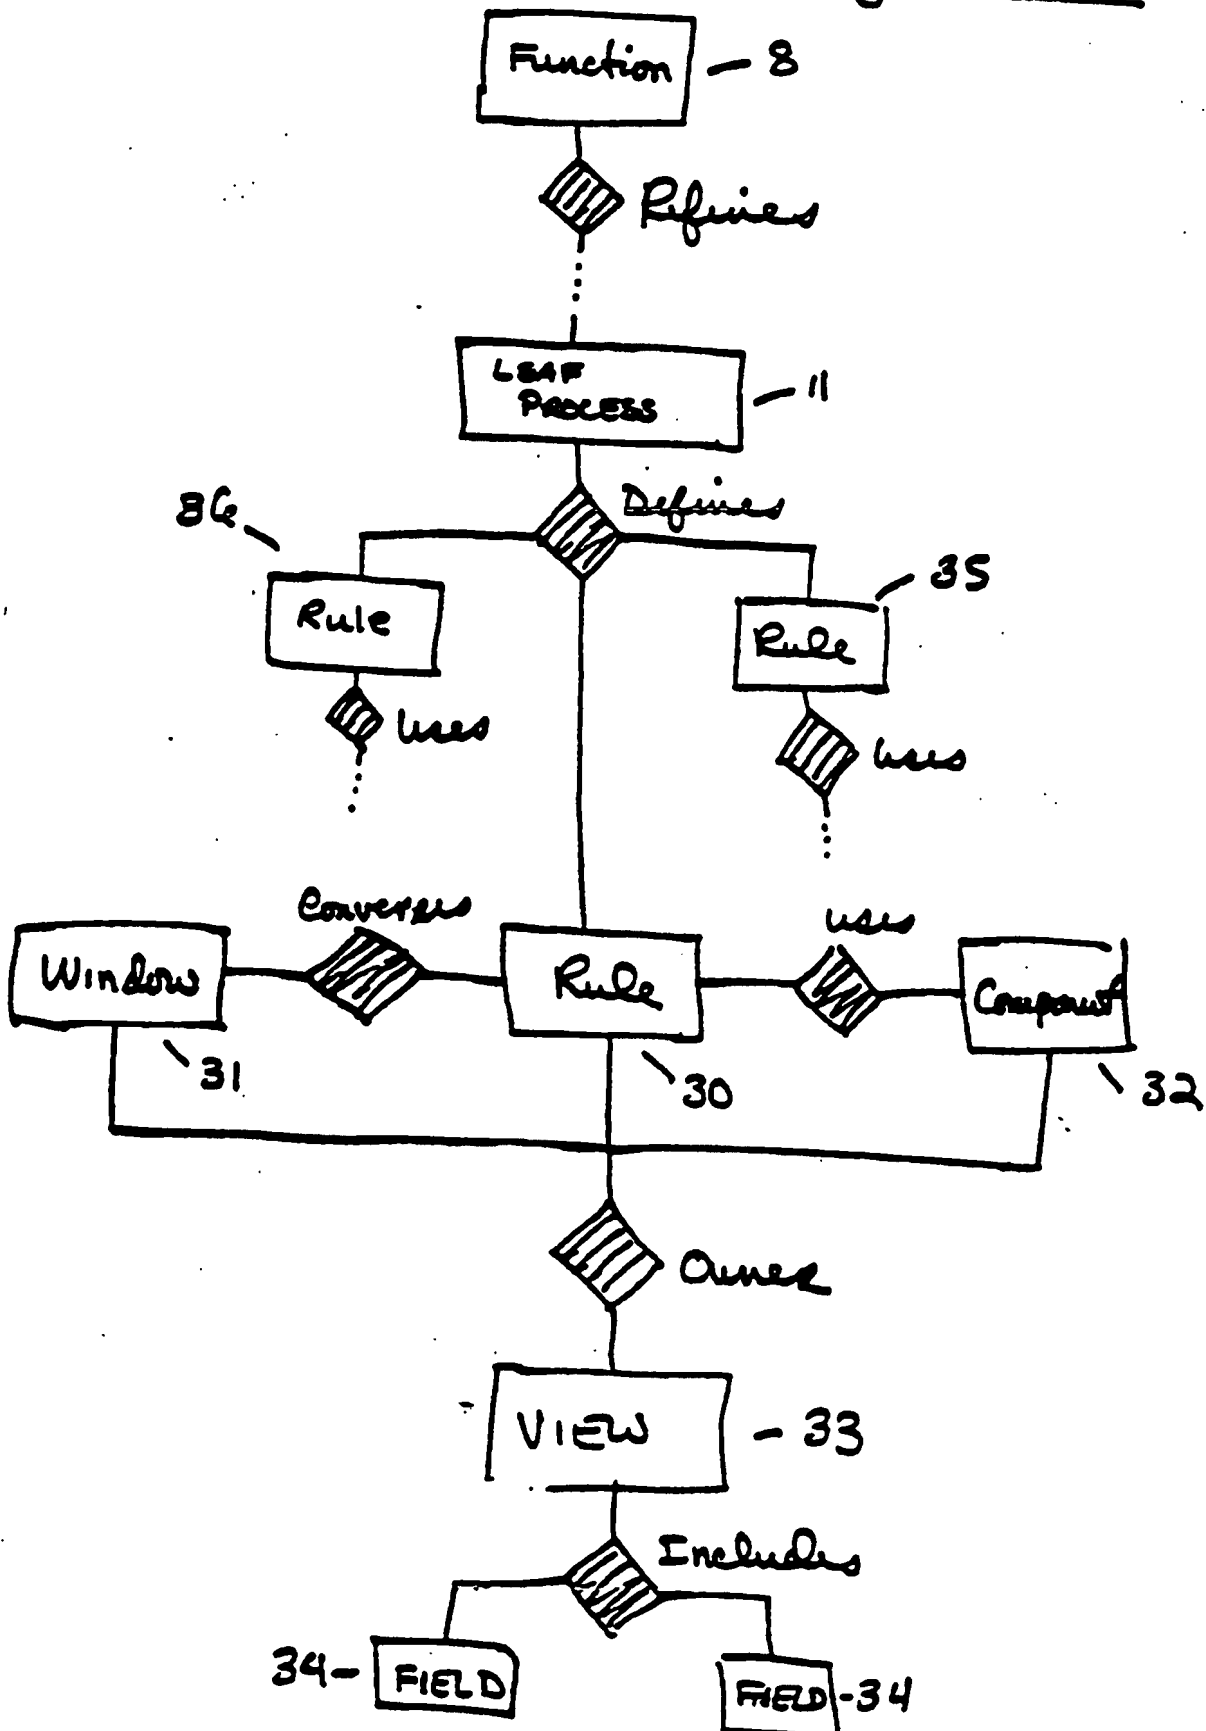 Function
8
Refines
LEAF
PROCESS
11
Defines
86
Rule
35
Rule
uses
uses
Converses
uses
Window
Rule
Component
31
30
32
Owner
VIEW
33
Includes
34
FIELD
FIELD
34